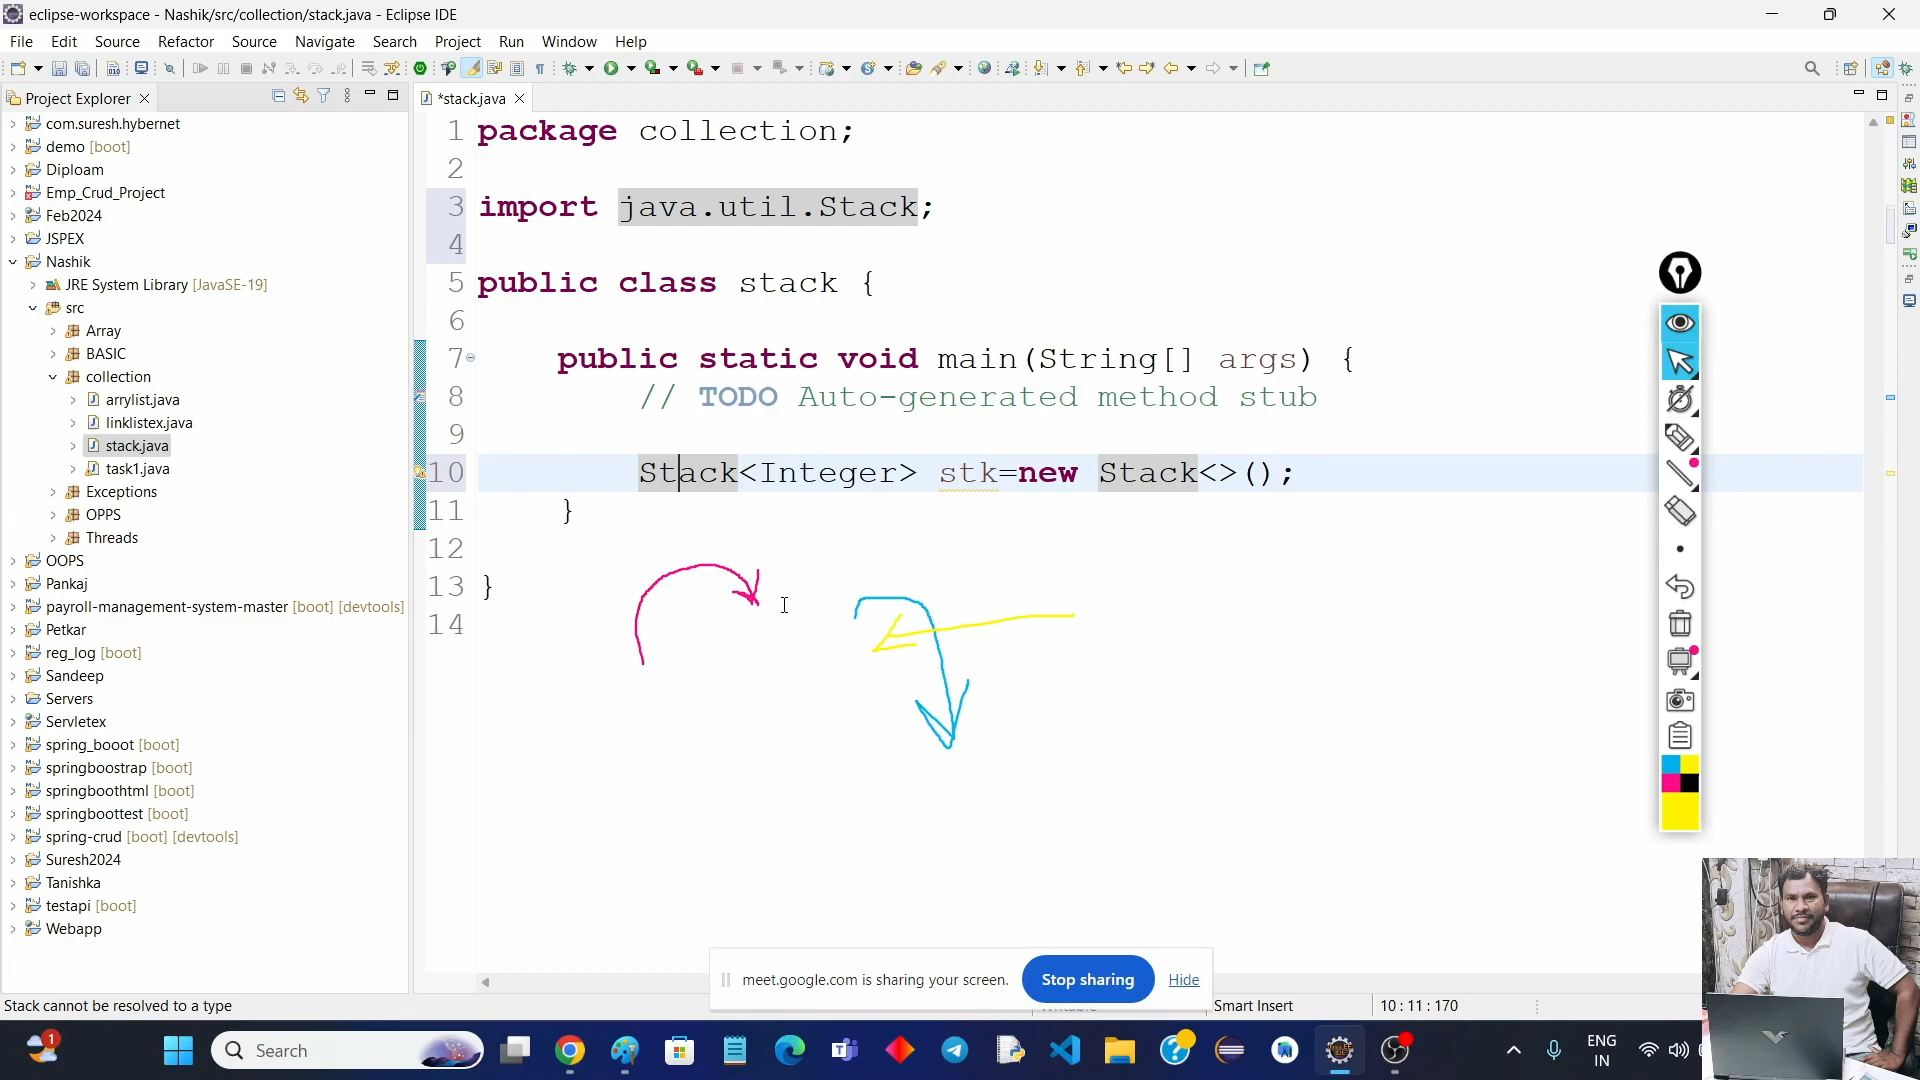 eclipse-workspace - Nashik/src/collection/stack.java - Eclipse IDE
File Edit Source Refactor Source Navigate Search Project Run Window Help
Project Explorer
*stack.java
com.suresh.hybernet
demo [boot]
Diploam
Emp_Crud_Project
Feb2024
JSPEX
Nashik
JRE System Library [JavaSE-19]
src
Array
BASIC
collection
arrylist.java
linklistex.java
stack.java
task1.java
Exceptions
OPPS
Threads
OOPS
Pankaj
payroll-management-system-master [boot] [devtools]
Petkar
reg_log [boot]
Sandeep
Servers
Servletex
spring_booot [boot]
springboostrap [boot]
springboothtml [boot]
springboottest [boot]
spring-crud [boot] [devtools]
Suresh2024
Tanishka
testapi [boot]
Webapp
1 package collection;
2
3 import java.util.Stack;
4
5 public class stack {
6
7 public static void main(String[] args) {
8 // TODO Auto-generated method stub
9
10 Stack<Integer> stk=new Stack<>();
11 }
12
13 }
14
meet.google.com is sharing your screen. Stop sharing Hide
Stack cannot be resolved to a type
Smart Insert
10 : 11 : 170
1
Search
ENG
IN